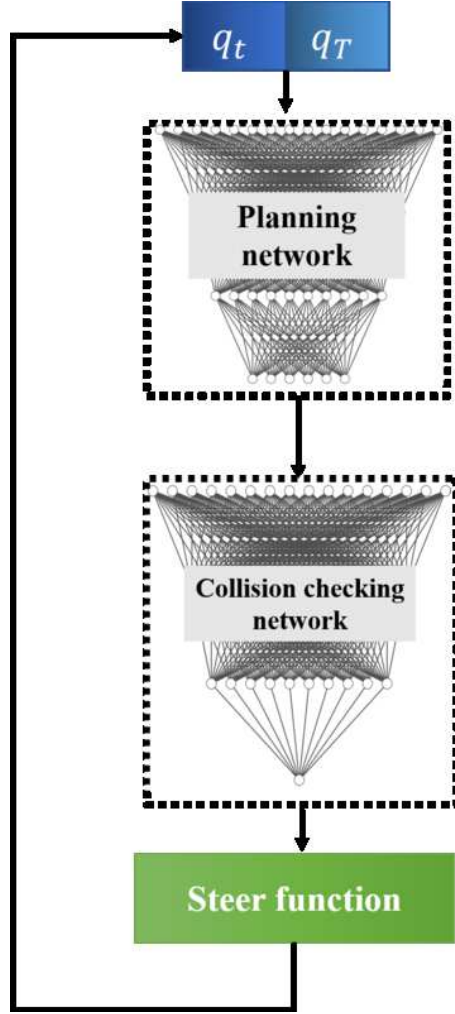 q_t q_T
Planning
network
Collision checking
network
Steer function